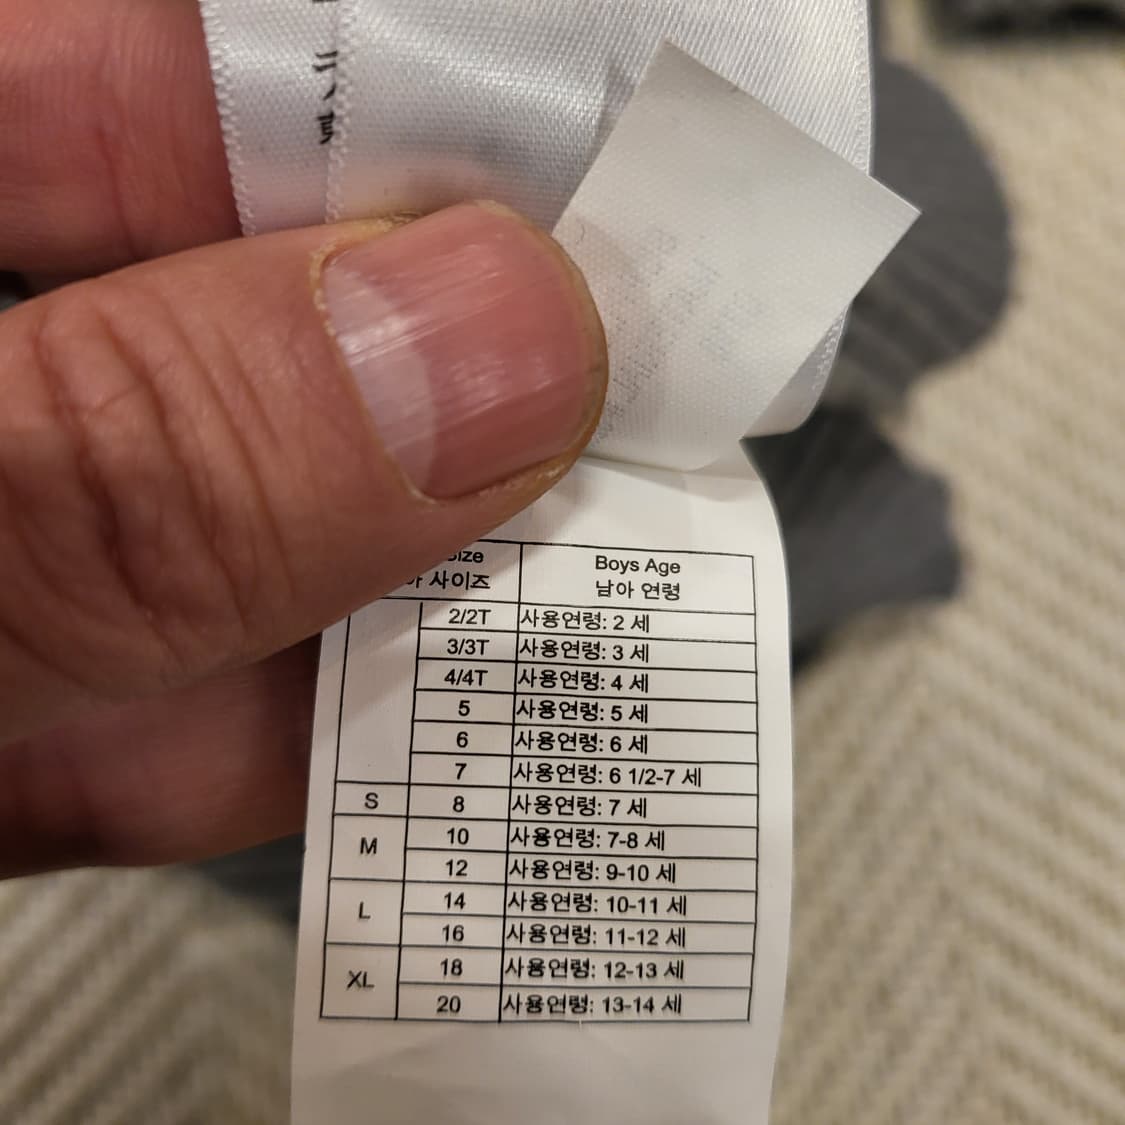 Boys Age
사이즈 남아 연령
2/2T 사용연령: 2 세
3/3T 사용연령: 3 세
4/4T 사용연령: 4 세
5 사용연령: 5 세
6 사용연령: 6 세
7 사용연령: 6 1/2-7 세
S 8 사용연령: 7 세
M 10 사용연령: 7-8 세
12 사용연령: 9-10 세
L 14 사용연령: 10-11 세
16 사용연령: 11-12 세
XL 18 사용연령: 12-13 세
20 사용연령: 13-14 세